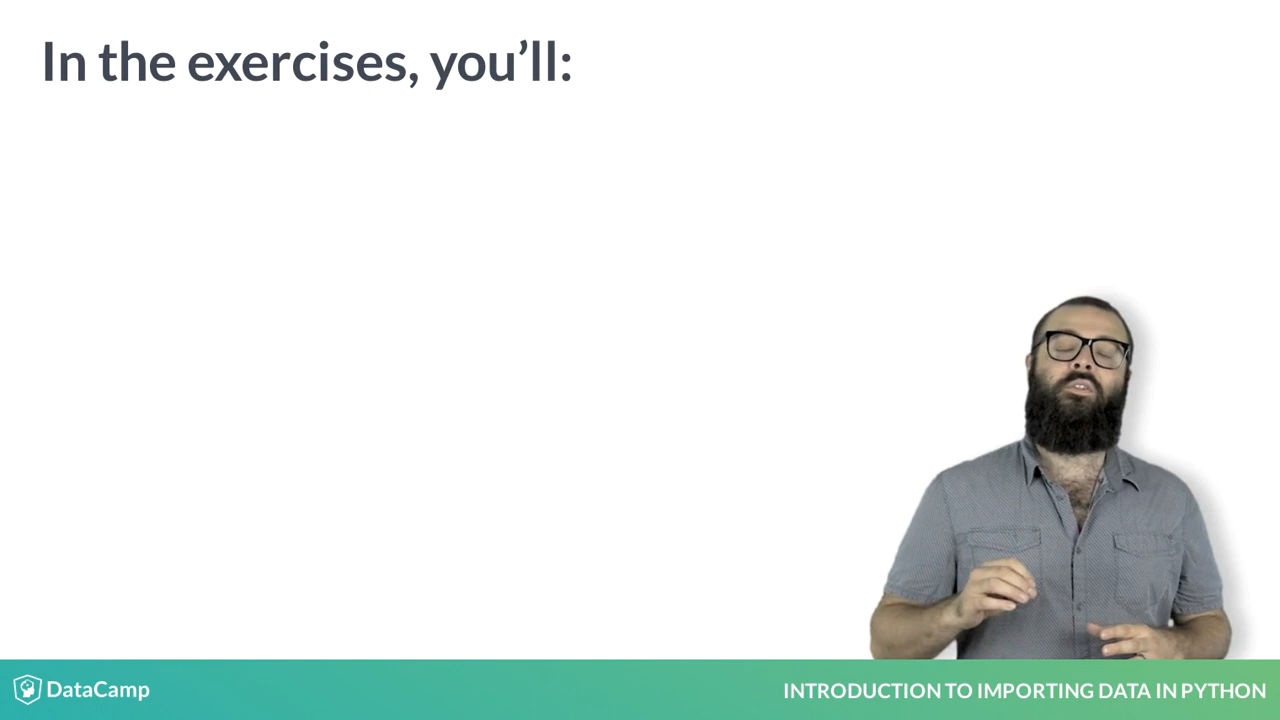 In the exercises, you’ll:
DataCamp
INTRODUCTION TO IMPORTING DATA IN PYTHON